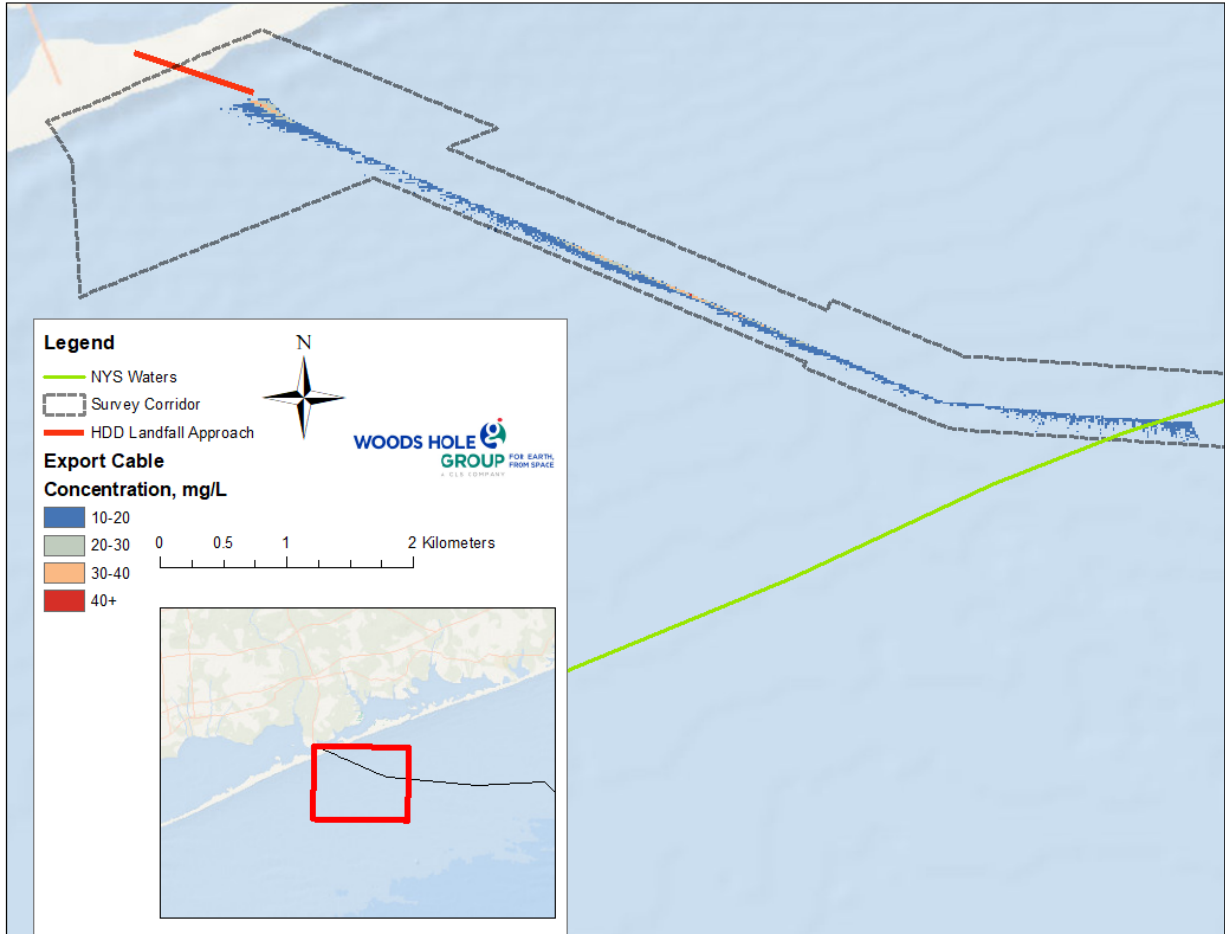 Legend
N
NYS Waters
Survey Corridor
HDD Landfall Approach
WOODS HOLE
GROUP FOR EARTH,
FROM SPACE
A CLS COMPANY
Export Cable
Concentration, mg/L
10-20
20-30
30-40
40+
0 0.5 1 2 Kilometers